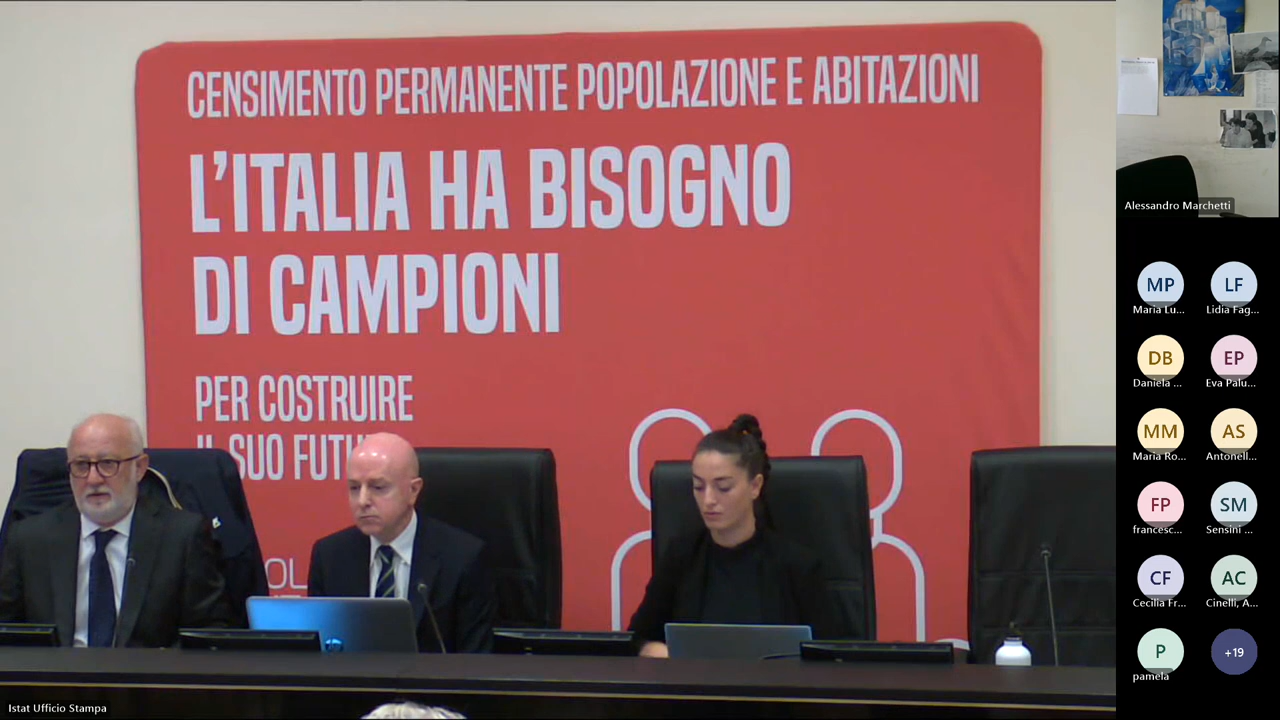 CENSIMENTO PERMANENTE POPOLAZIONE E ABITAZIONI
L'ITALIA HA BISOGNO
DI CAMPIONI
PER COSTRUIRE
SUO
Alessandro Marchetti
MP
Maria Lu...
LF
Lidia Fag...
DB
Daniela ...
EP
Eva Palu...
MM
Maria Ro...
AS
Antonell...
FP
francesc...
SM
Sensini ...
CF
Cecilia Fr...
AC
Cinelli, A...
P
pamela
+19
Istat Ufficio Stampa